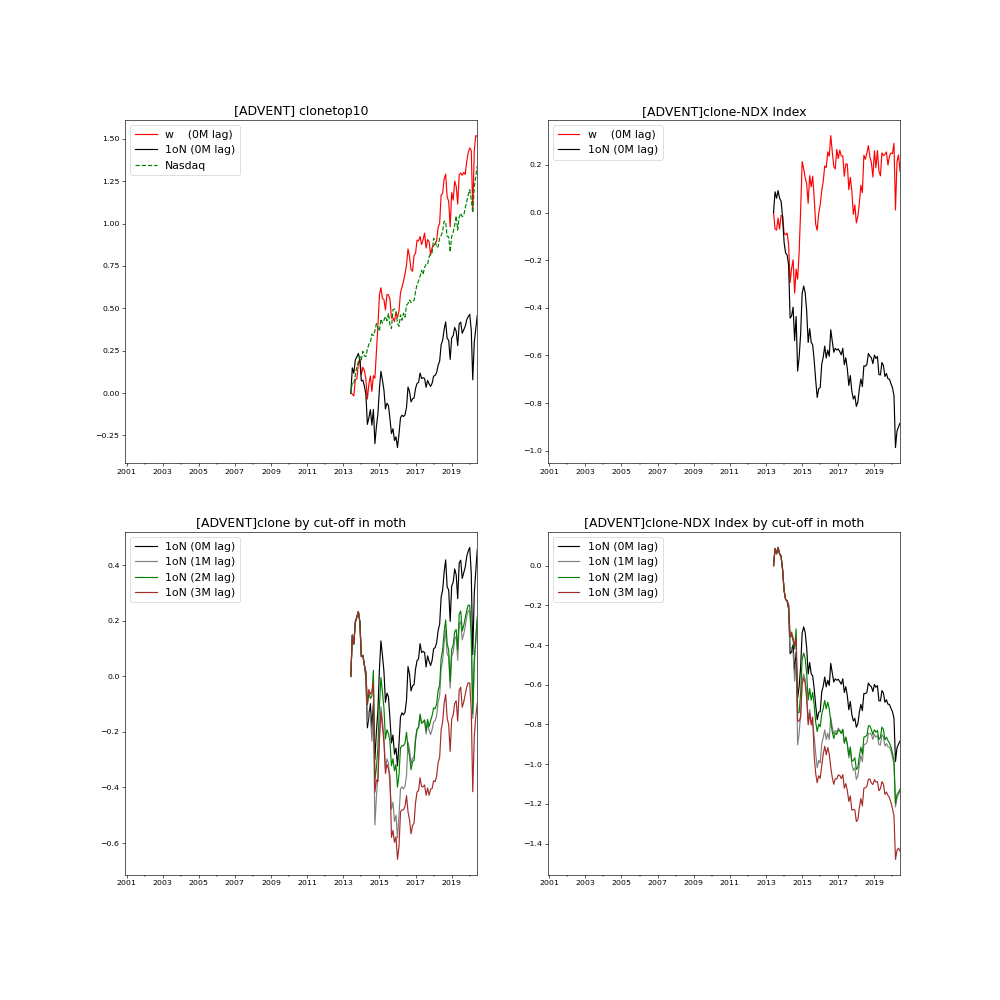 [ADVENT] clonetop10
w (0M lag)
1oN (0M lag)
Nasdaq
1.50
1.25
1.00
0.75
0.50
0.25
0.00
−0.25
2001 2003 2005 2007 2009 2011 2013 2015 2017 2019
[ADVENT]clone-NDX Index
w (0M lag)
1oN (0M lag)
0.2
0.0
−0.2
−0.4
−0.6
−0.8
−1.0
2001 2003 2005 2007 2009 2011 2013 2015 2017 2019
[ADVENT]clone by cut-off in moth
1oN (0M lag)
1oN (1M lag)
1oN (2M lag)
1oN (3M lag)
0.4
0.2
0.0
−0.2
−0.4
−0.6
2001 2003 2005 2007 2009 2011 2013 2015 2017 2019
[ADVENT]clone-NDX Index by cut-off in moth
1oN (0M lag)
1oN (1M lag)
1oN (2M lag)
1oN (3M lag)
0.0
−0.2
−0.4
−0.6
−0.8
−1.0
−1.2
−1.4
2001 2003 2005 2007 2009 2011 2013 2015 2017 2019